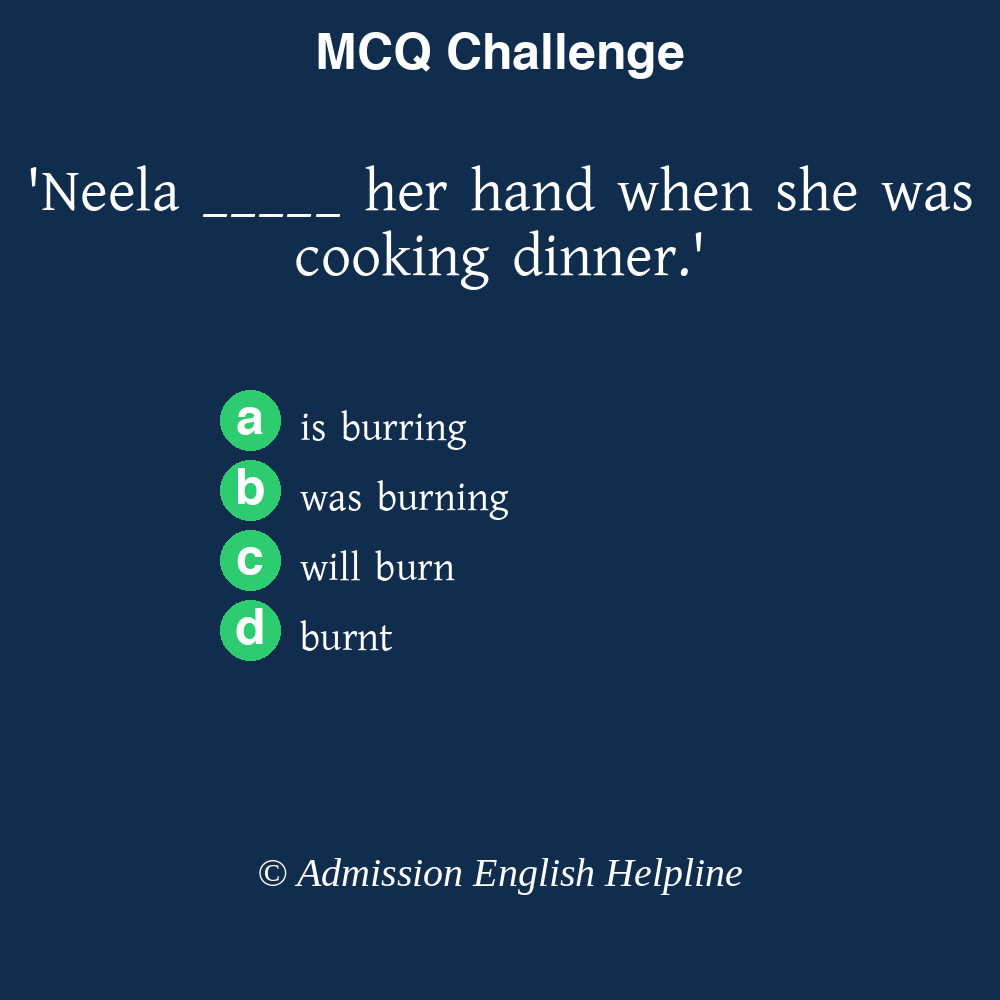 MCQ Challenge
'Neela _____ her hand when she was
cooking dinner.'
a is burring
b was burning
c will burn
d burnt
© Admission English Helpline